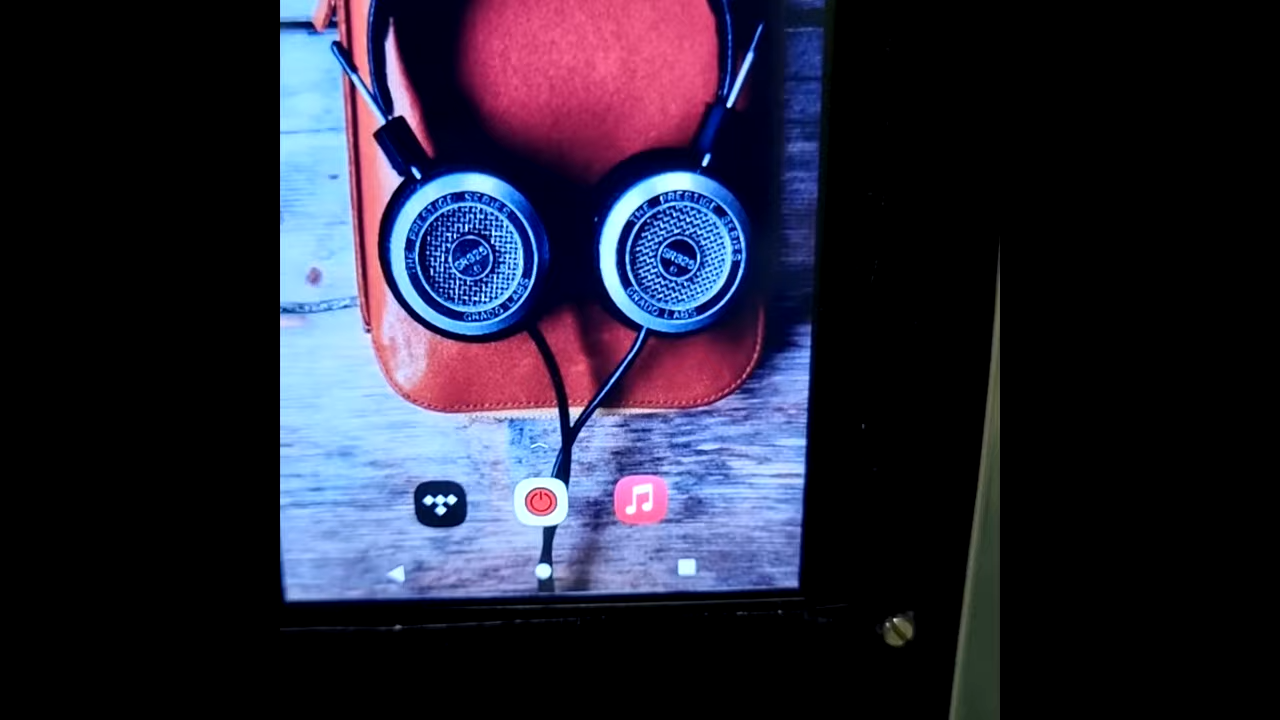 THE PRESTIGE SERIES
SR325
GRADO LABS
THE PRESTIGE SERIES
SR325
GRADO LABS